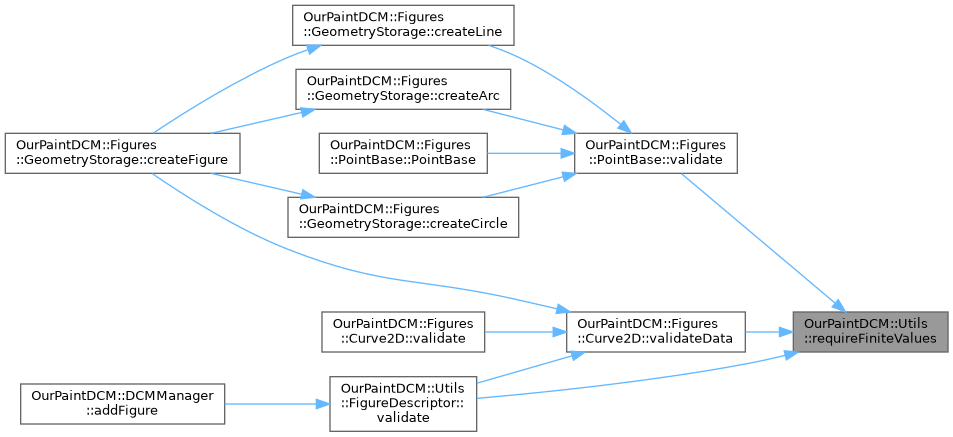 OurPaintDCM::Figures
::GeometryStorage::createLine
OurPaintDCM::Figures
::GeometryStorage::createArc
OurPaintDCM::Figures
::GeometryStorage::createFigure
OurPaintDCM::Figures
::PointBase::PointBase
OurPaintDCM::Figures
::PointBase::validate
OurPaintDCM::Figures
::GeometryStorage::createCircle
OurPaintDCM::Figures
::Curve2D::validate
OurPaintDCM::Figures
::Curve2D::validateData
OurPaintDCM::Utils
::requireFiniteValues
OurPaintDCM::DCMManager
::addFigure
OurPaintDCM::Utils
::FigureDescriptor::
validate